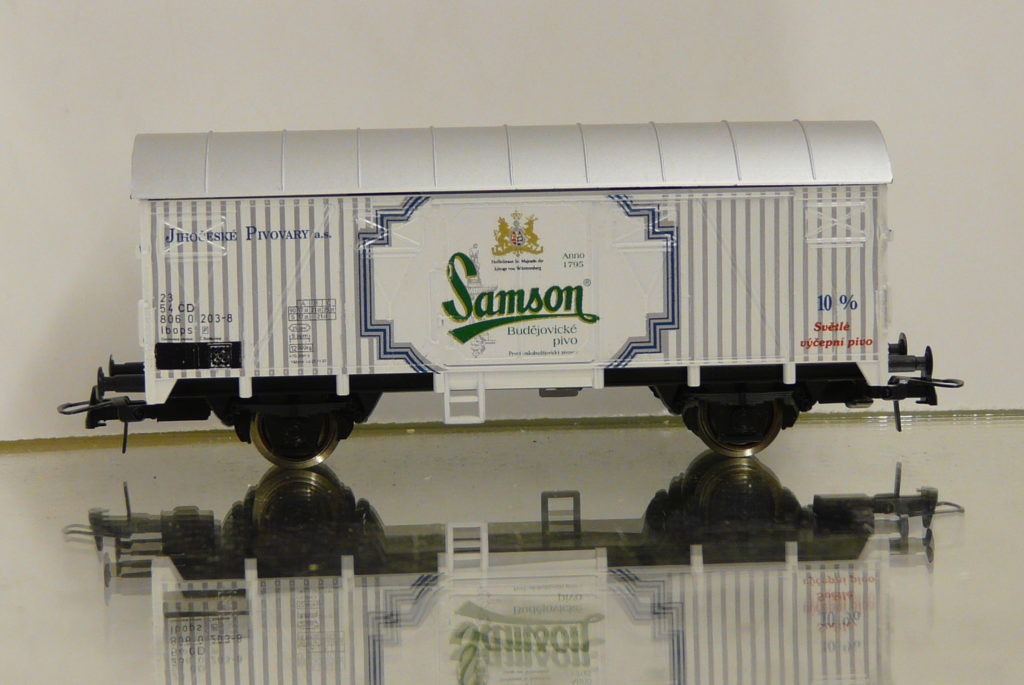 Jihočeské Pivovary a.s.
23
54 CD
806 0 203-8
Ibops
Anno
1795
Samson®
Budějovické
pivo
10 %
Světlé
výčepní pivo